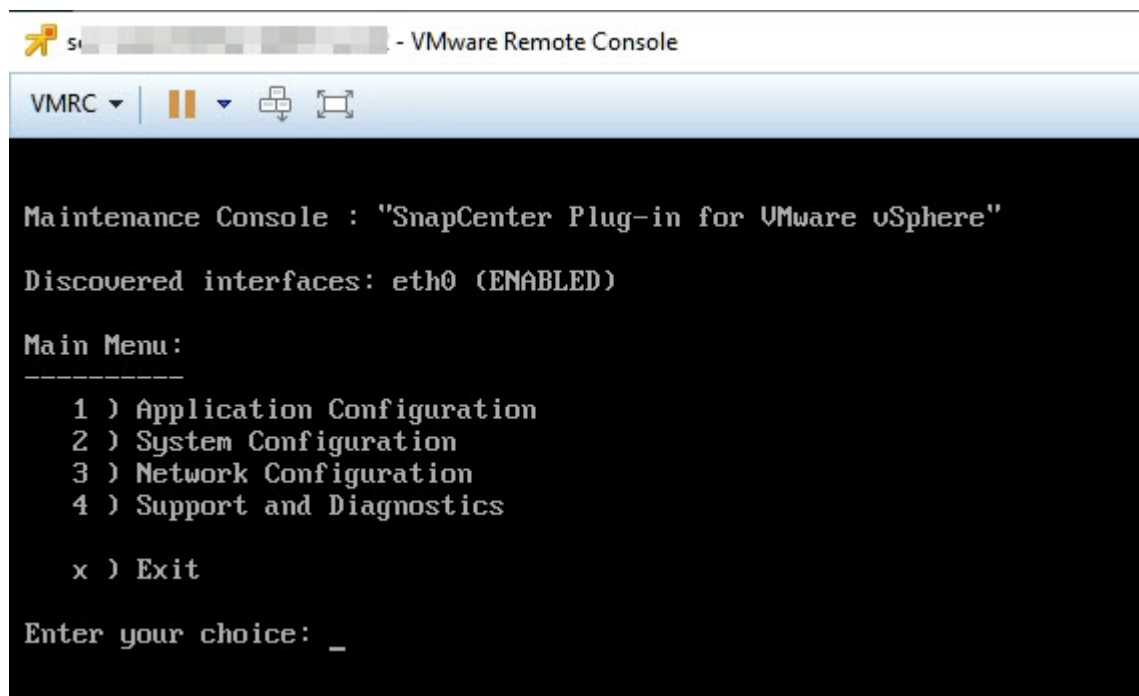 - VMware Remote Console
VMRC
Maintenance Console : "SnapCenter Plug-in for VMware vSphere"
Discovered interfaces: eth0 (ENABLED)
Main Menu:
----------
1 ) Application Configuration
2 ) System Configuration
3 ) Network Configuration
4 ) Support and Diagnostics
x ) Exit
Enter your choice: _